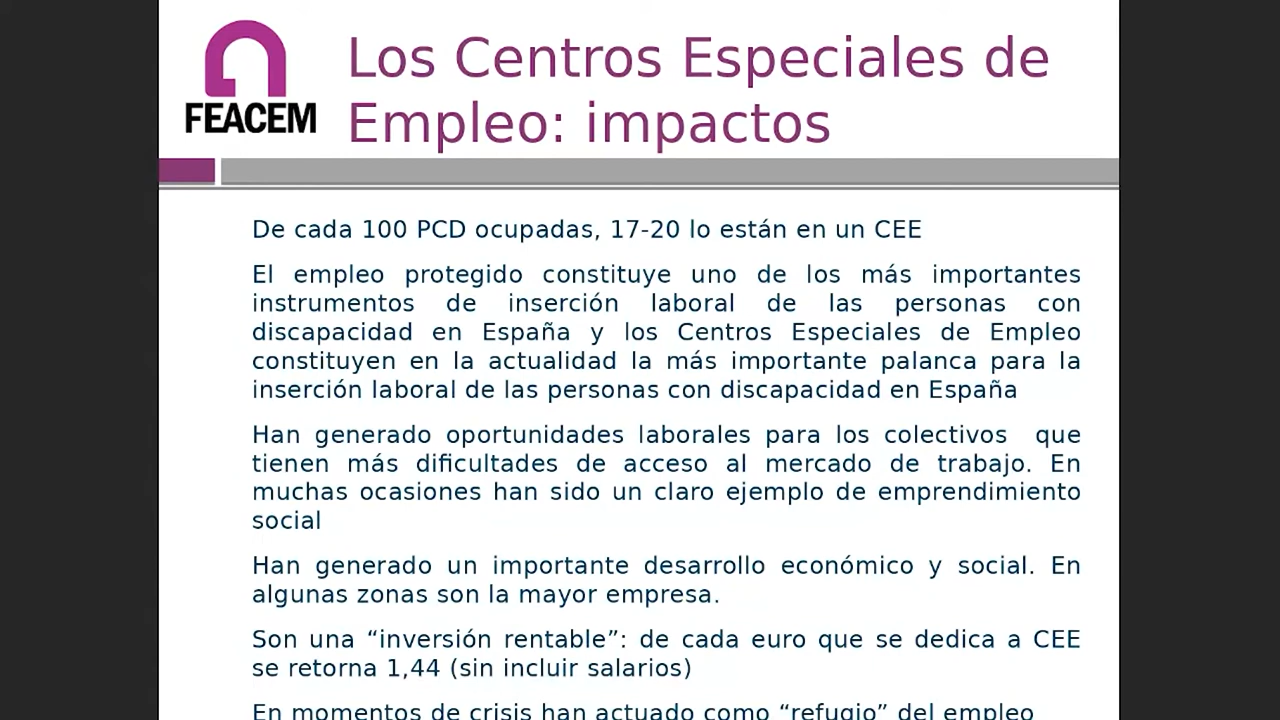 FEACEM
Los Centros Especiales de
Empleo: impactos
De cada 100 PCD ocupadas, 17-20 lo están en un CEE
El empleo protegido constituye uno de los más importantes
instrumentos de inserción laboral de las personas con
discapacidad en España y los Centros Especiales de Empleo
constituyen en la actualidad la más importante palanca para la
inserción laboral de las personas con discapacidad en España
Han generado oportunidades laborales para los colectivos que
tienen más dificultades de acceso al mercado de trabajo. En
muchas ocasiones han sido un claro ejemplo de emprendimiento
social
Han generado un importante desarrollo económico y social. En
algunas zonas son la mayor empresa.
Son una “inversión rentable”: de cada euro que se dedica a CEE
se retorna 1,44 (sin incluir salarios)
En momentos de crisis han actuado como “refugio” del empleo